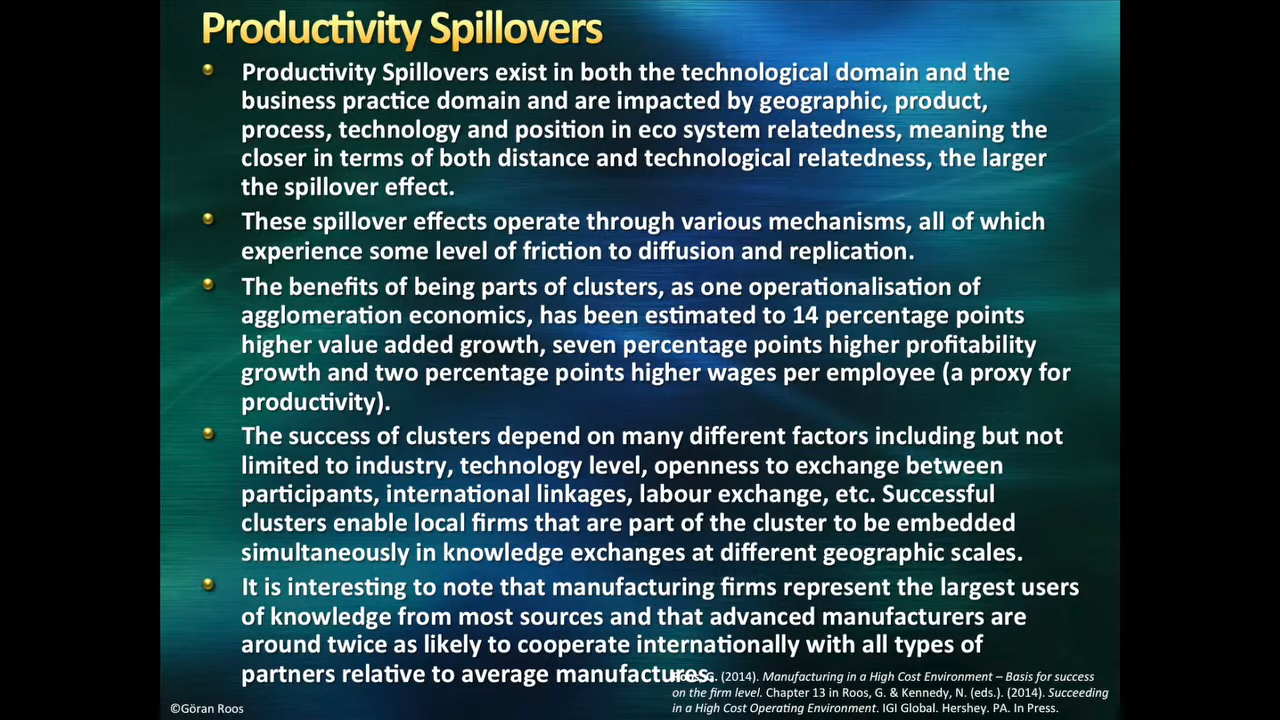 Productivity Spillovers
Productivity Spillovers exist in both the technological domain and the
business practice domain and are impacted by geographic, product,
process, technology and position in eco system relatedness, meaning the
closer in terms of both distance and technological relatedness, the larger
the spillover effect.
These spillover effects operate through various mechanisms, all of which
experience some level of friction to diffusion and replication.
The benefits of being parts of clusters, as one operationalisation of
agglomeration economics, has been estimated to 14 percentage points
higher value added growth, seven percentage points higher profitability
growth and two percentage points higher wages per employee (a proxy for
productivity).
The success of clusters depend on many different factors including but not
limited to industry, technology level, openness to exchange between
participants, international linkages, labour exchange, etc. Successful
clusters enable local firms that are part of the cluster to be embedded
simultaneously in knowledge exchanges at different geographic scales.
It is interesting to note that manufacturing firms represent the largest users
of knowledge from most sources and that advanced manufacturers are
around twice as likely to cooperate internationally with all types of
partners relative to average manufactures.
G. (2014). Manufacturing in a High Cost Environment – Basis for success
on the firm level. Chapter 13 in Roos, G. & Kennedy, N. (eds.). (2014). Succeeding
in a High Cost Operating Environment. IGI Global. Hershey. PA. In Press.
©Göran Roos